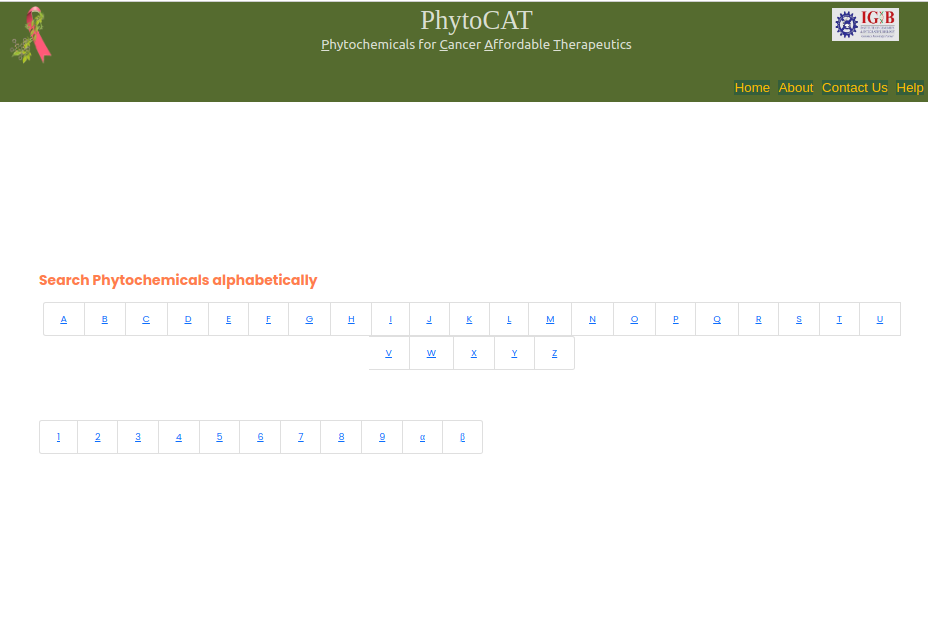 PhytoCAT
Phytochemicals for Cancer Affordable Therapeutics
IG B
Home About Contact Us Help
Search Phytochemicals alphabetically
A B C D E F G H I J K L M N O P Q R S T U
V W X Y Z
1 2 3 4 5 6 7 8 9 α β